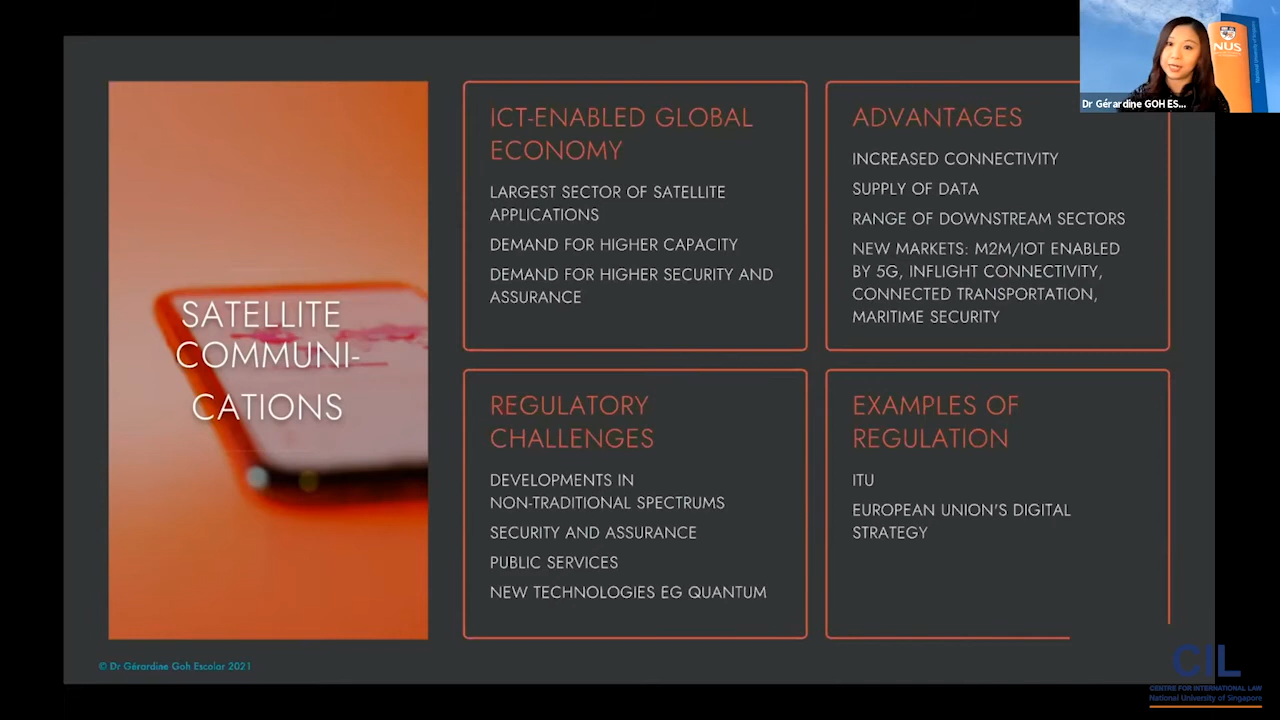 SATELLITE
COMMUNI-
CATIONS
ICT-ENABLED GLOBAL
ECONOMY
LARGEST SECTOR OF SATELLITE
APPLICATIONS
DEMAND FOR HIGHER CAPACITY
DEMAND FOR HIGHER SECURITY AND
ASSURANCE
ADVANTAGES
INCREASED CONNECTIVITY
SUPPLY OF DATA
RANGE OF DOWNSTREAM SECTORS
NEW MARKETS: M2M/IOT ENABLED
BY 5G, INFLIGHT CONNECTIVITY,
CONNECTED TRANSPORTATION,
MARITIME SECURITY
REGULATORY
CHALLENGES
DEVELOPMENTS IN
NON-TRADITIONAL SPECTRUMS
SECURITY AND ASSURANCE
PUBLIC SERVICES
NEW TECHNOLOGIES EG QUANTUM
EXAMPLES OF
REGULATION
ITU
EUROPEAN UNION'S DIGITAL
STRATEGY
© Dr Gérardine Goh Escolar 2021
NUS
Dr Gérardine GOH ES...
CIL
CENTRE FOR INTERNATIONAL LAW
National University of Singapore